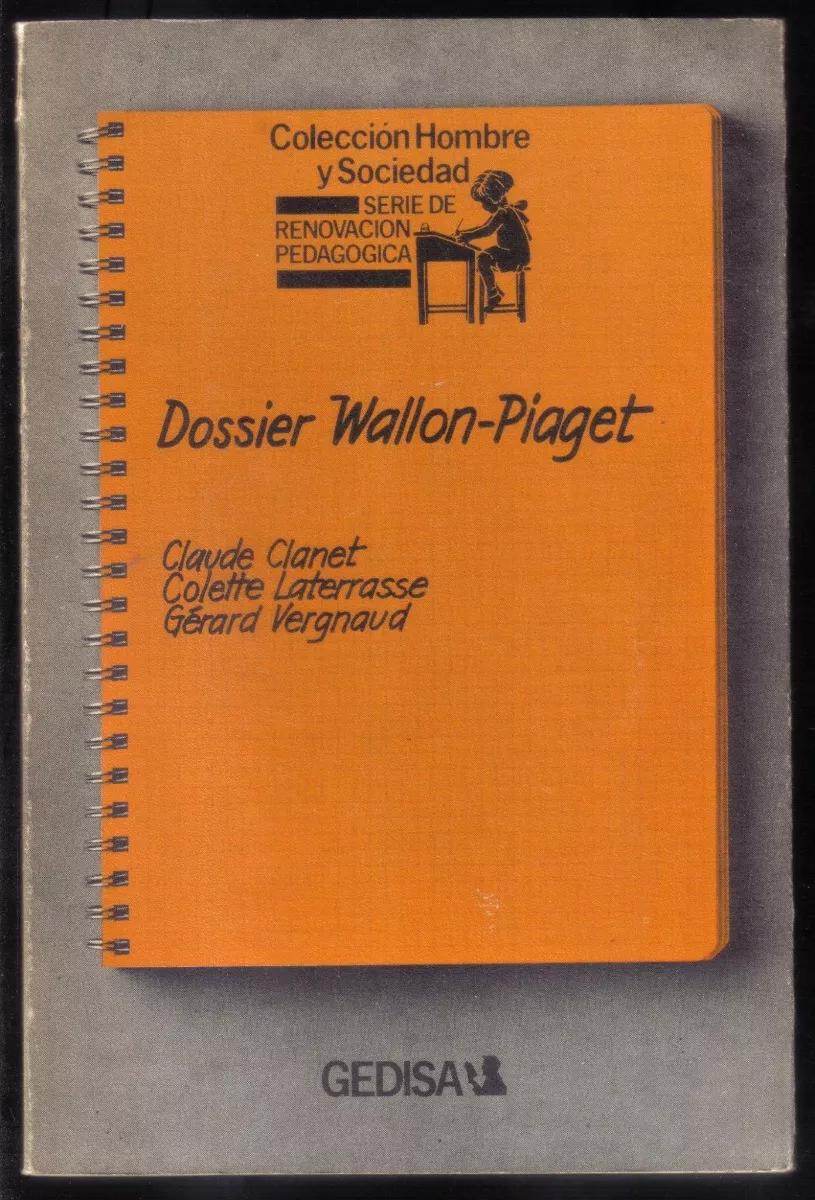 Colección Hombre
y Sociedad
SERIE DE
RENOVACION
PEDAGOGICA
Dossier Wallon-Piaget
Claude Clanet
Colette Laterrasse
Gérard Vergnaud
GEDISA